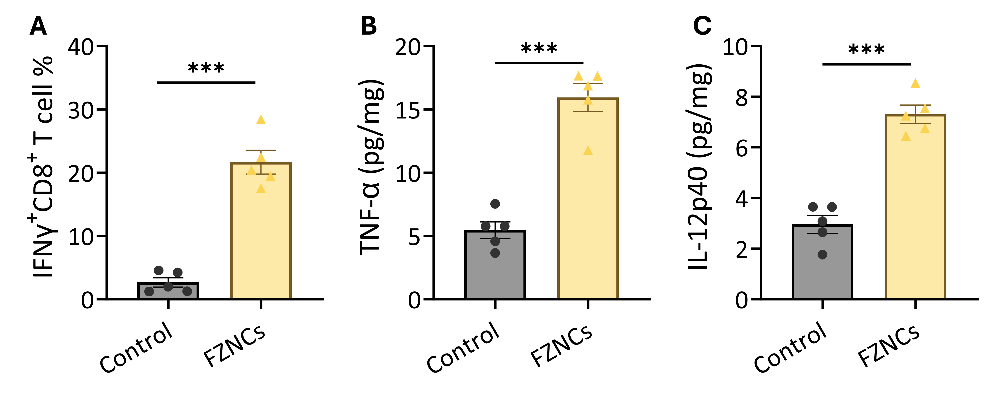 A
IFNγ⁺CD8⁺ T cell %
40
30
20
10
0
***
Control
FZNCs
B
TNF-α (pg/mg)
20
15
10
5
0
***
Control
FZNCs
C
IL-12p40 (pg/mg)
10
8
6
4
2
0
***
Control
FZNCs